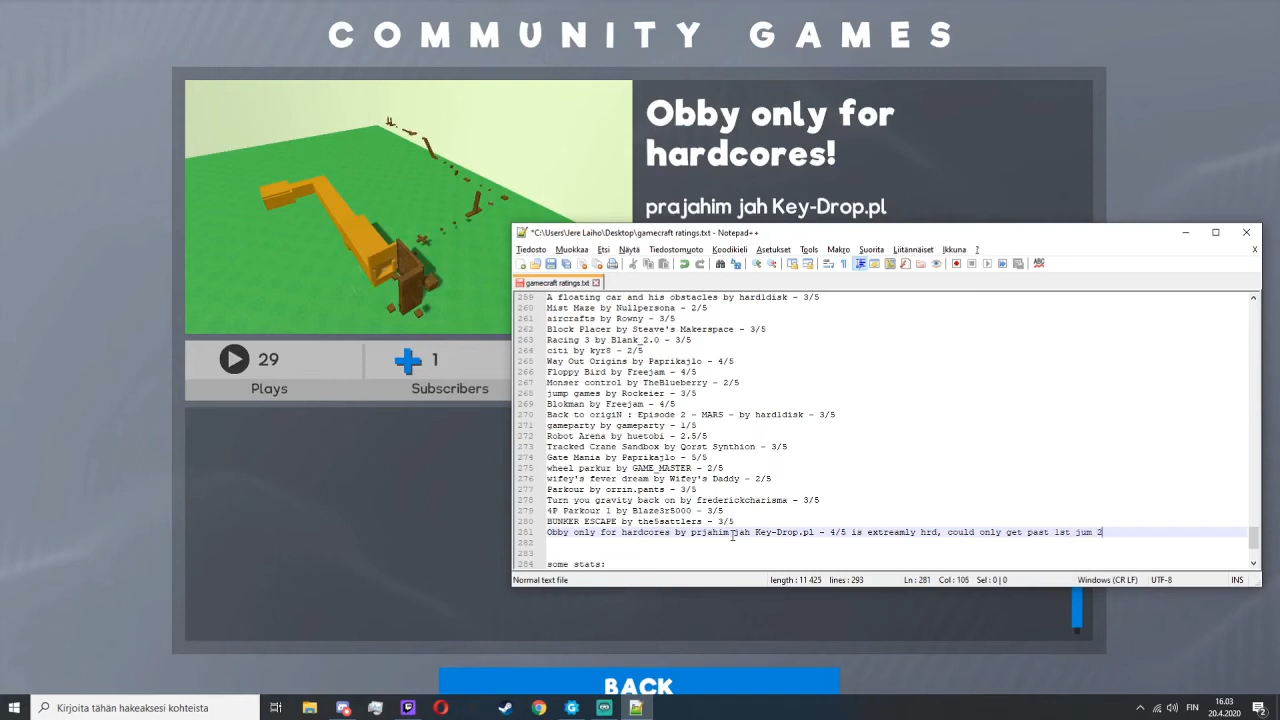 COMMUNITY GAMES
Obby only for
hardcores!
prajahim jah Key-Drop.pl
29
Plays
1
Subscribers
*C:\Users\Jere Laiho\Desktop\gamecraft ratings.txt - Notepad++
Tiedosto Muokkaa Etsi Näytä Tiedostomuoto Koodikieli Asetukset Tools Makro Suorita Liitännäiset Ikkuna ? X
gamecraft ratings.txt
259 A floating car and his obstacles by hard1disk - 3/5
260 Mist Maze by Nullpersona - 2/5
261 aircrafts by Rowny - 3/5
262 Block Placer by Steave's Makerspace - 3/5
263 Racing 3 by Blank_2.0 - 3/5
264 citi by kyr8 - 2/5
265 Way Out Origins by Paprikajlo - 4/5
266 Floppy Bird by Freejam - 4/5
267 Monser control by TheBlueberry - 2/5
268 jump games by Rockeier - 3/5
269 Blokman by Freejam - 4/5
270 Back to origiN : Episode 2 - MARS - by hard1disk - 3/5
271 gameparty by gameparty - 1/5
272 Robot Arena by huetobi - 2.5/5
273 Tracked Crane Sandbox by Qorst Synthion - 3/5
274 Gate Mania by Paprikajlo - 5/5
275 wheel parkur by GAME_MASTER - 2/5
276 wifey's fever dream by Wifey's Daddy - 2/5
277 Parkour by orrin.pants - 3/5
278 Turn you gravity back on by frederickcharisma - 3/5
279 4P Parkour 1 by Blaze3r5000 - 3/5
280 BUNKER ESCAPE by the5sattlers - 3/5
281 Obby only for hardcores by prjahim jah Key-Drop.pl - 4/5 is extreamly hrd, could only get past 1st jum 2
282
283
284 some stats:
Normal text file length : 11 425 lines : 293 Ln : 281 Col : 105 Sel : 0 | 0 Windows (CR LF) UTF-8 INS
BACK
Kirjoita tähän hakeaksesi kohteista
FIN
16.03
20.4.2020
2